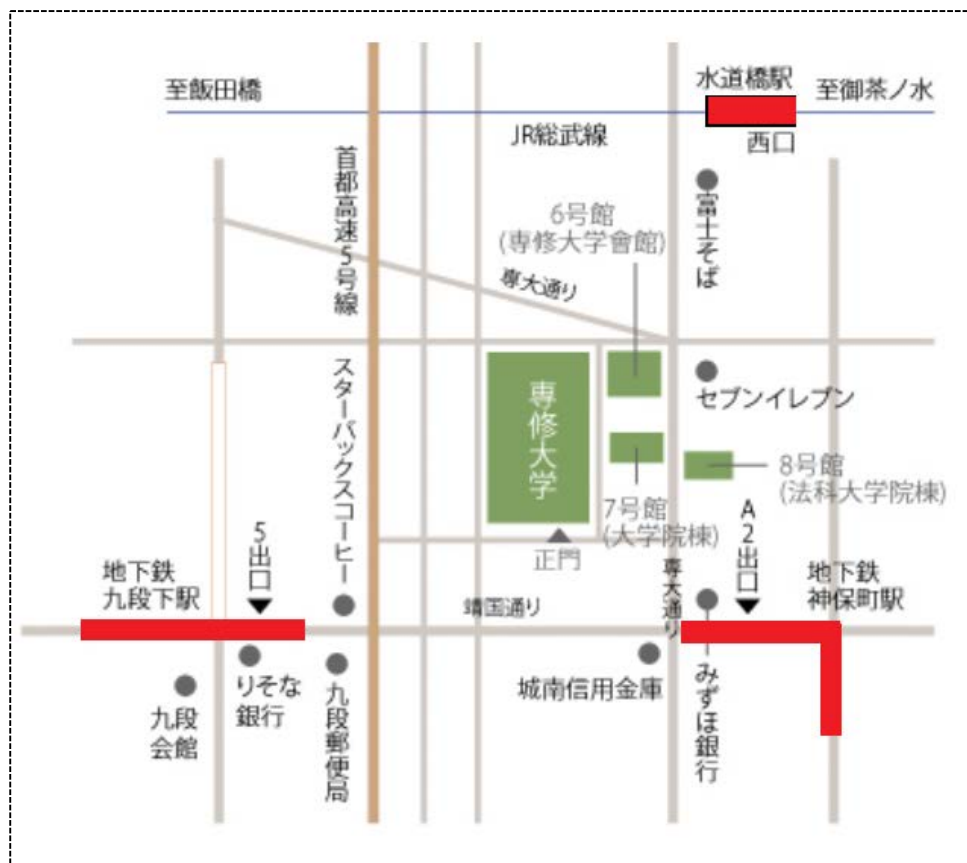 水道橋駅
至飯田橋
至御茶ノ水
JR総武線
西口
首都高速5号線
富士そば
6号館
(専修大学會館)
専大通り
スターバックスコーヒー
専修大学
セブンイレブン
8号館
(法科大学院棟)
7号館
(大学院棟)
A2出口
5出口
正門
地下鉄
九段下駅
専大通り
地下鉄
神保町駅
靖国通り
りそな
銀行
城南信用金庫
みずほ銀行
九段郵便局
九段
会館